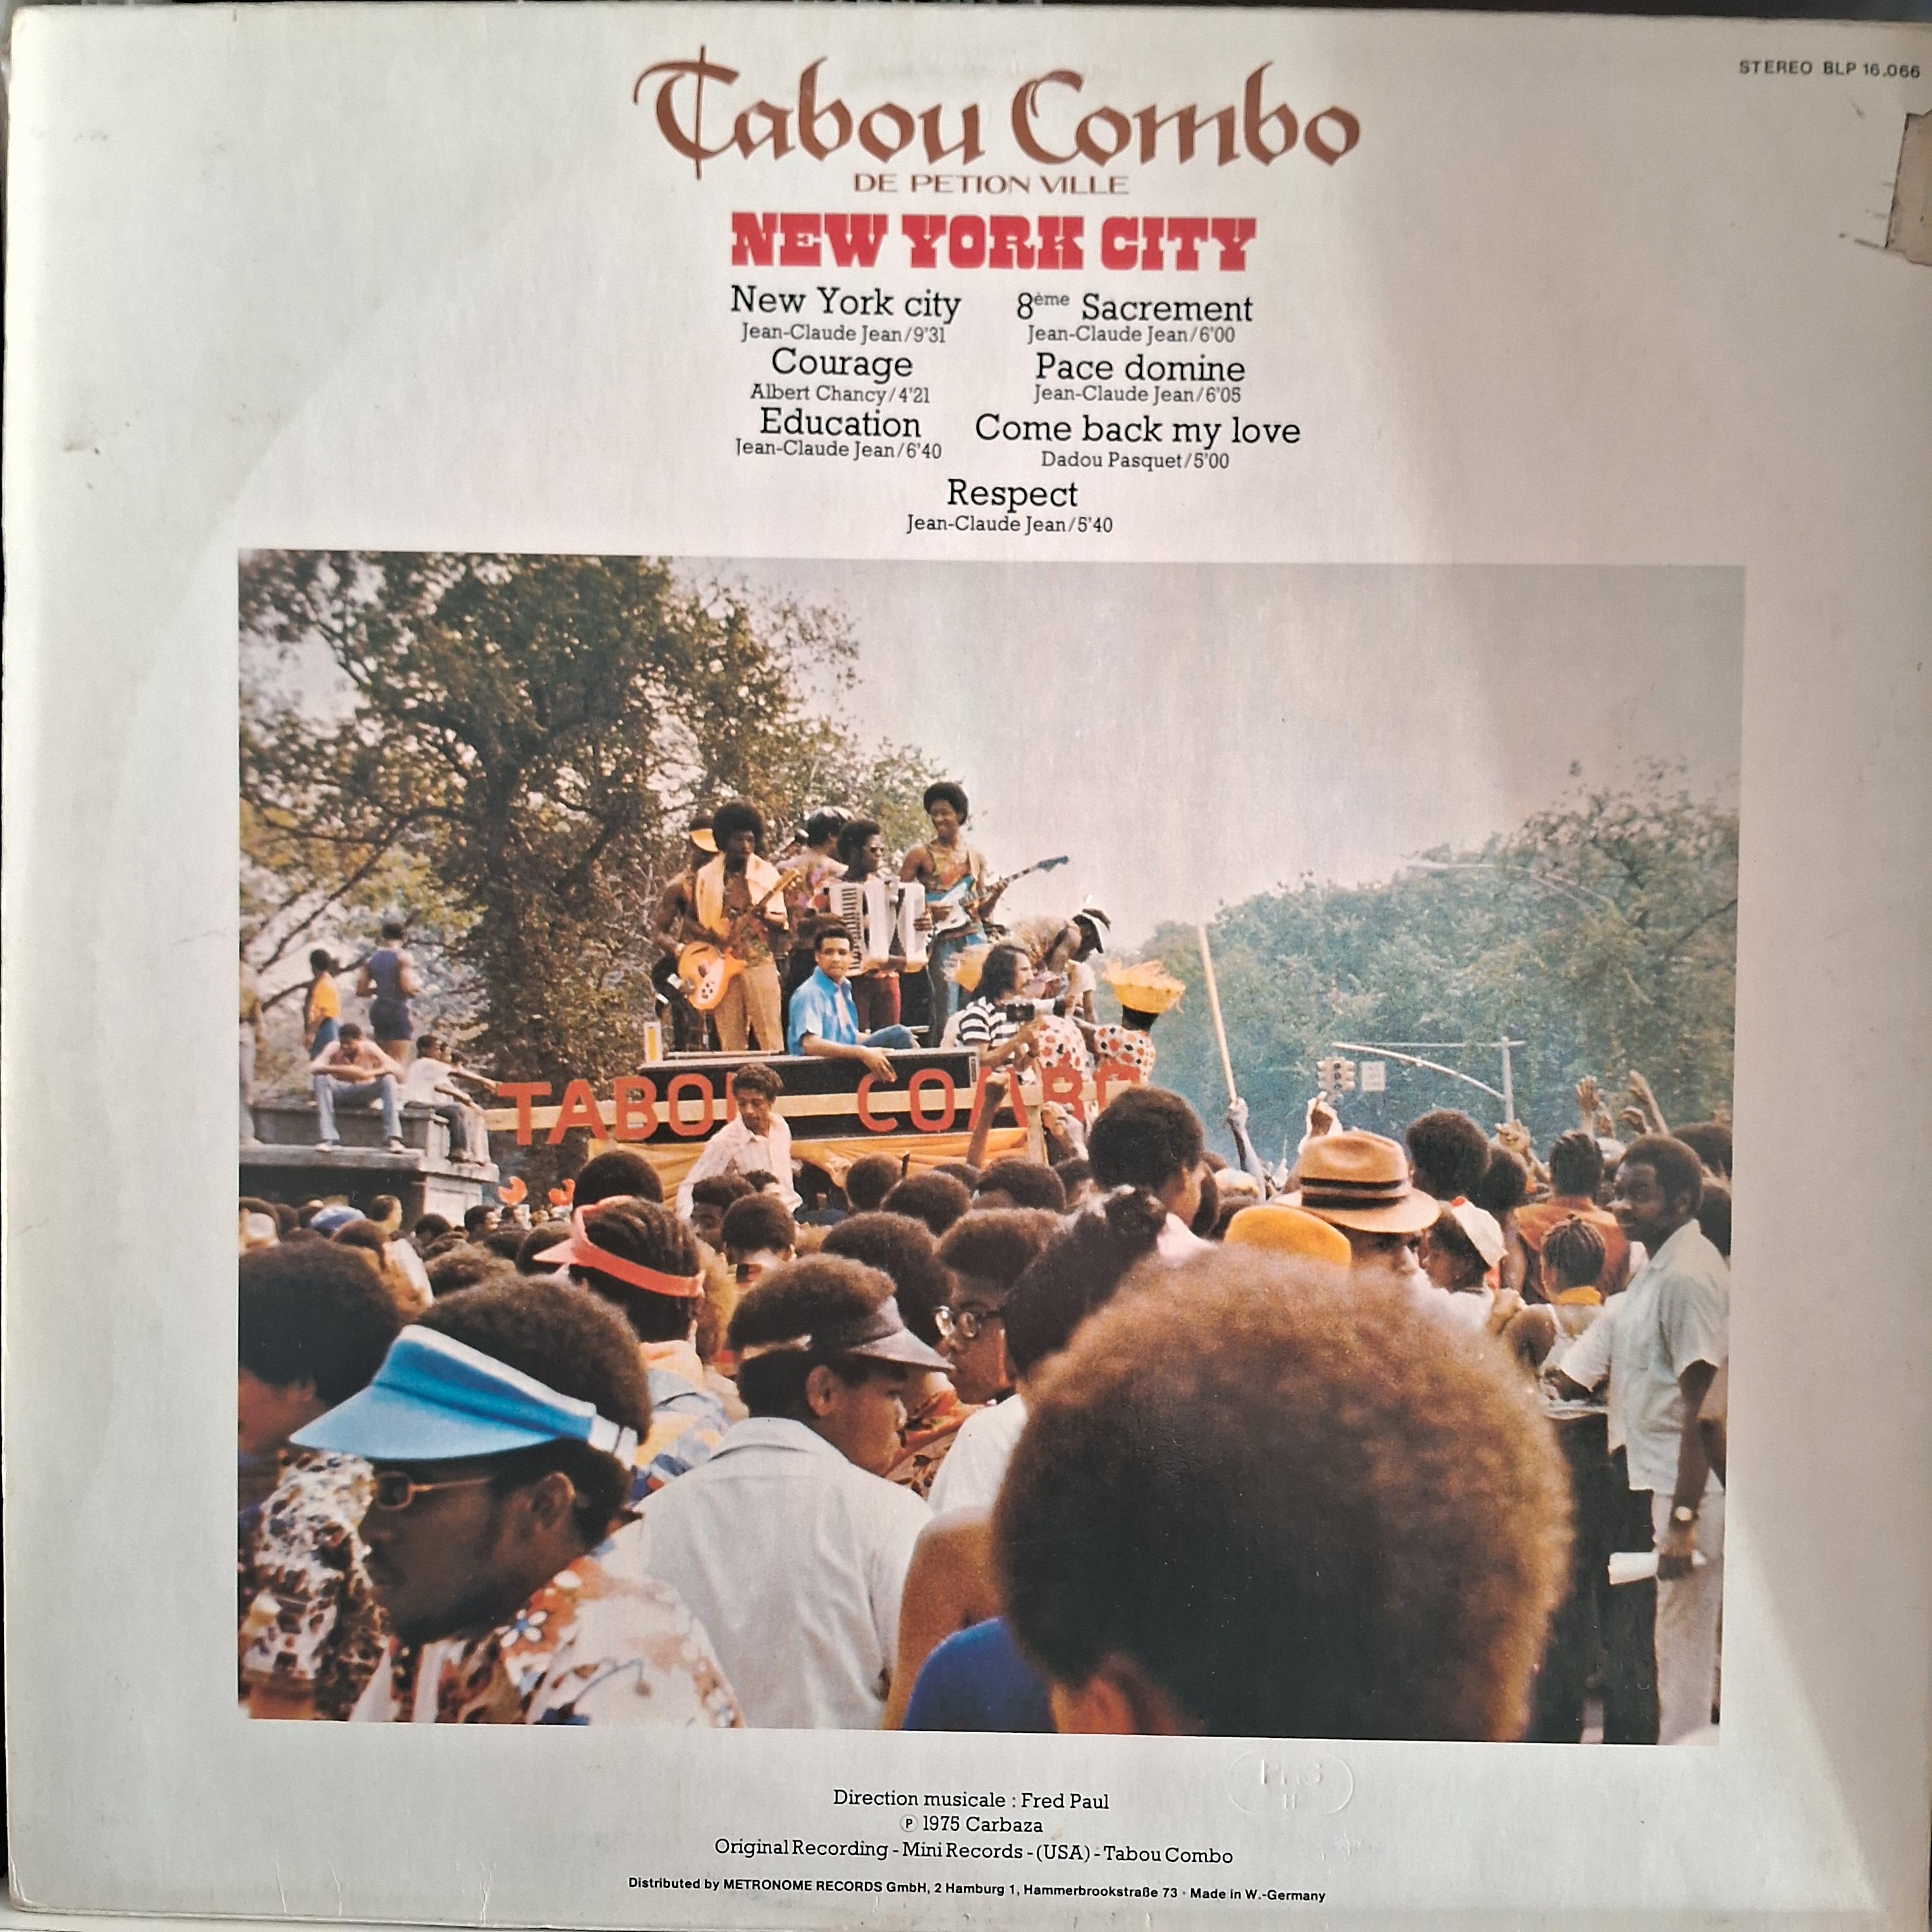 STEREO BLP 16.066
Tabou Combo
DE PETION VILLE
NEW YORK CITY
New York city
Jean-Claude Jean/9'31
Courage
Albert Chancy/4'21
Education
Jean-Claude Jean/6'40
8ème Sacrement
Jean-Claude Jean/6'00
Pace domine
Jean-Claude Jean/6'05
Come back my love
Dadou Pasquet/5'00
Respect
Jean-Claude Jean/5'40
TABOU COMBO
Direction musicale : Fred Paul
℗ 1975 Carbaza
Original Recording - Mini Records - (USA) - Tabou Combo
Distributed by METRONOME RECORDS GmbH, 2 Hamburg 1, Hammerbrookstraße 73 · Made in W.-Germany